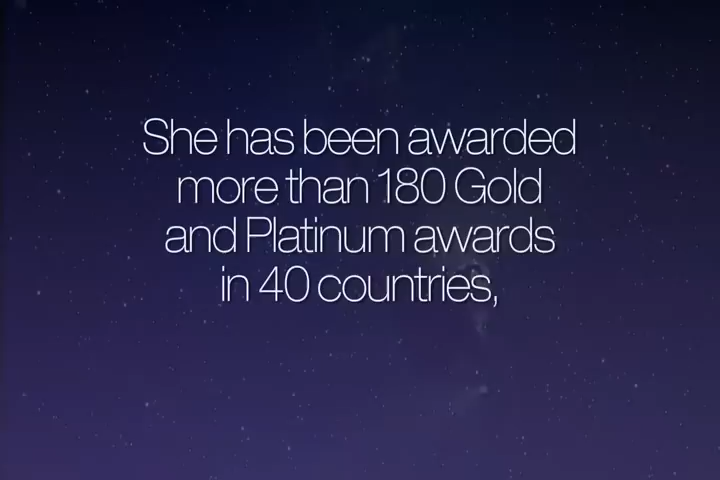 She has been awarded
more than 180 Gold
and Platinum awards
in 40 countries,